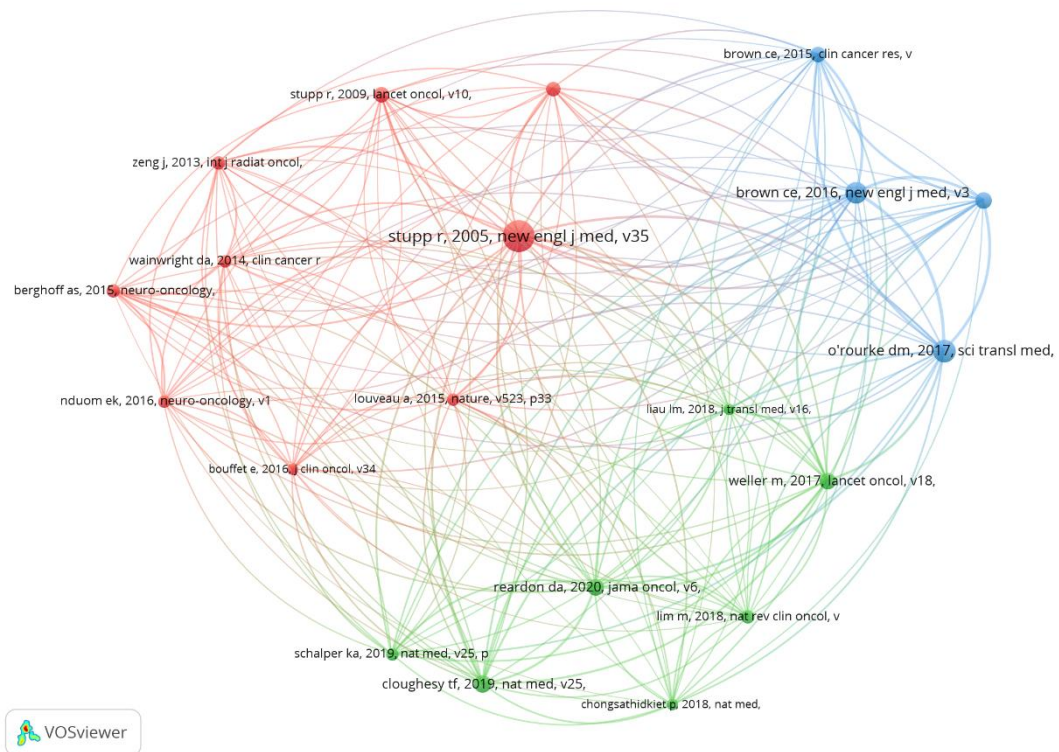 brown ce, 2015, clin cancer res, v
stupp r, 2009, lancet oncol, v10,
zeng j, 2013, int j radiat oncol,
brown ce, 2016, new engl j med, v3
stupp r, 2005, new engl j med, v35
wainwright da, 2014, clin cancer r
berghoff as, 2015, neuro-oncology,
o'rourke dm, 2017, sci transl med,
nduom ek, 2016, neuro-oncology, v1
louveau a, 2015, nature, v523, p33
liau lm, 2018, j transl med, v16,
bouffet e, 2016, j clin oncol, v34
weller m, 2017, lancet oncol, v18,
reardon da, 2020, jama oncol, v6,
lim m, 2018, nat rev clin oncol, v
schalper ka, 2019, nat med, v25, p
cloughesy tf, 2019, nat med, v25,
chongsathidkiet p, 2018, nat med,
VOSviewer